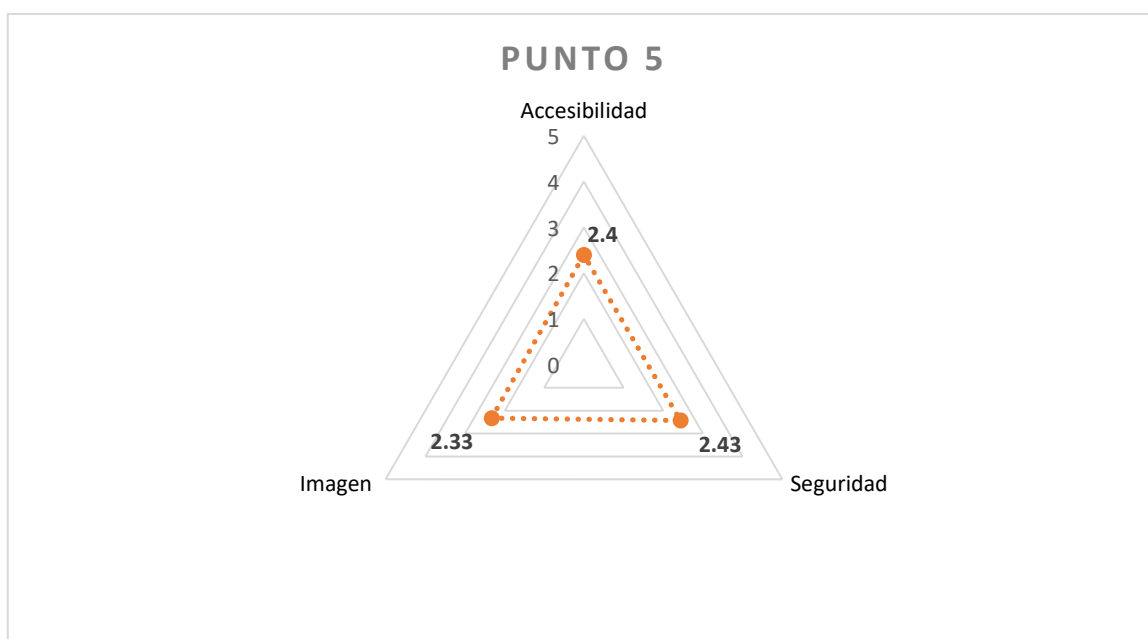 PUNTO 5
Accesibilidad
5
4
3
2.4
2
1
0
2.33
2.43
Imagen
Seguridad